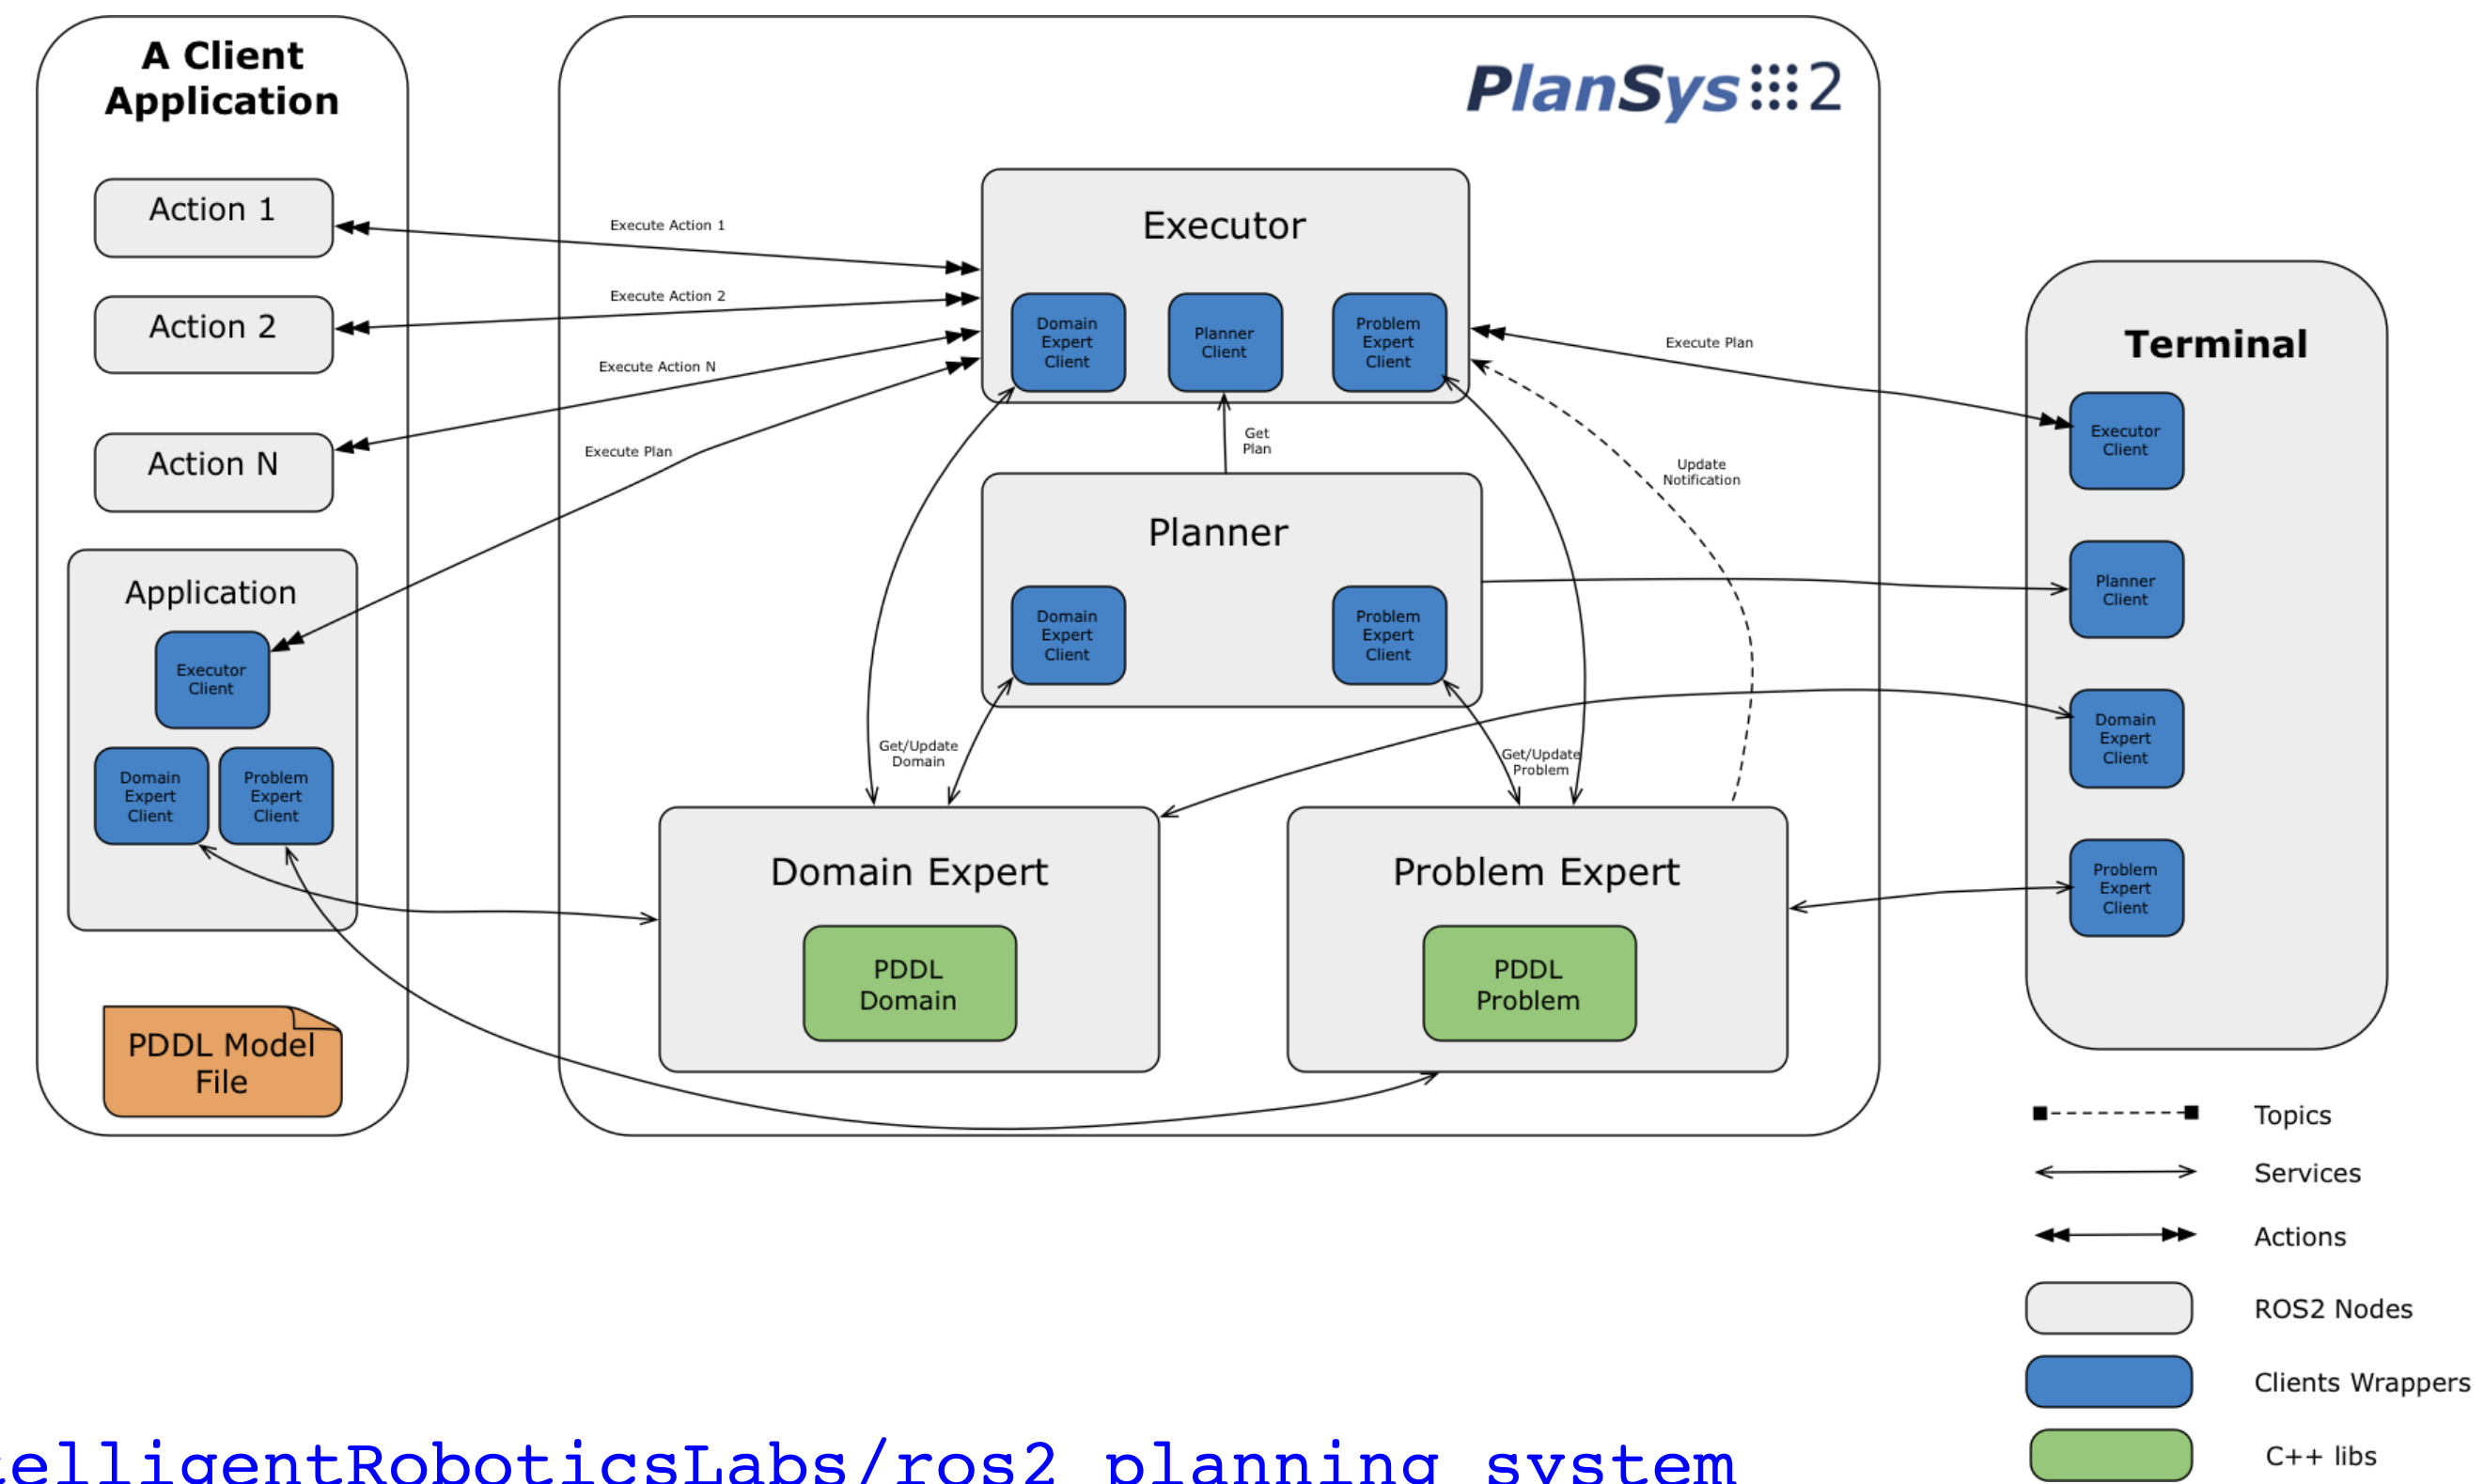 A Client
Application
Action 1
Action 2
Action N
Application
Executor
Client
Domain
Expert
Client
Problem
Expert
Client
PDDL Model
File
Execute Action 1
Execute Action 2
Execute Action N
Execute Plan
PlanSys 2
Executor
Domain
Expert
Client
Planner
Client
Problem
Expert
Client
Get
Plan
Planner
Domain
Expert
Client
Problem
Expert
Client
Get/Update
Domain
Get/Update
Problem
Update
Notification
Execute Plan
Domain Expert
PDDL
Domain
Problem Expert
PDDL
Problem
Terminal
Executor
Client
Planner
Client
Domain
Expert
Client
Problem
Expert
Client
Topics
Services
Actions
ROS2 Nodes
Clients Wrappers
C++ libs
telligentRoboticsLabs/ros2_planning_system